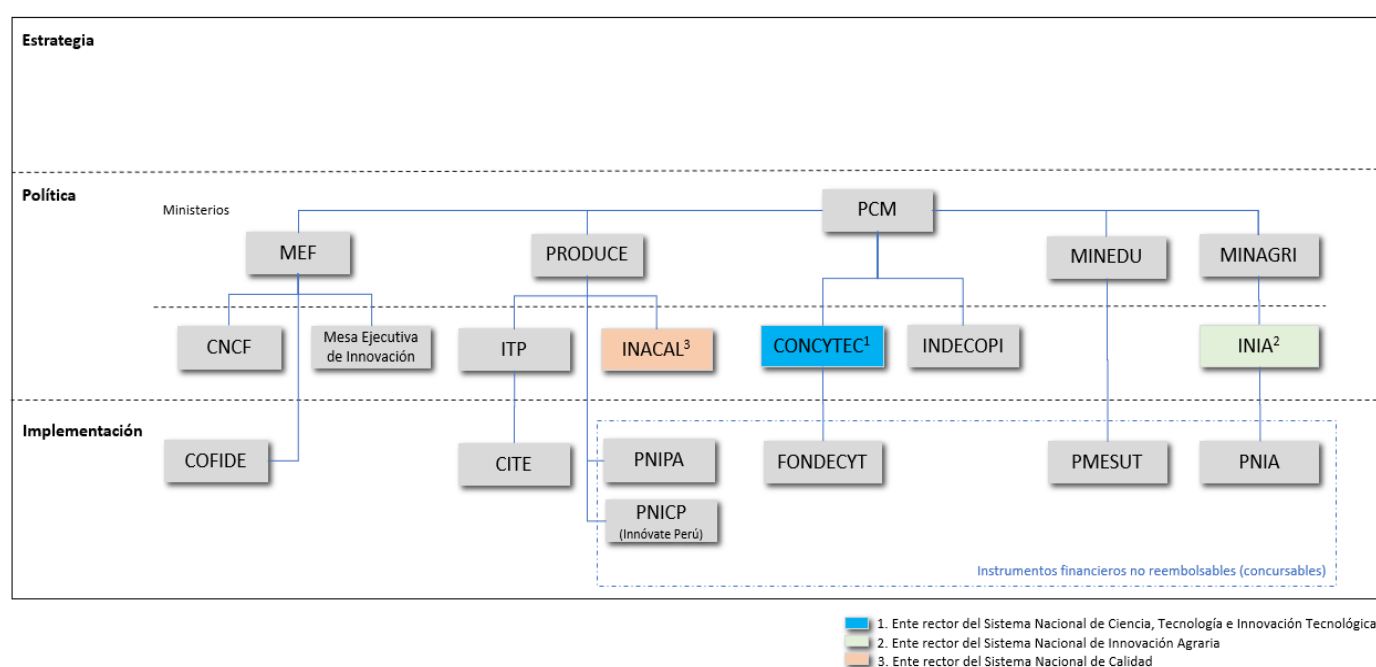 Estrategia
Política
Ministerios
PCM
MEF
PRODUCE
MINEDU
MINAGRI
CNCF
Mesa Ejecutiva
de Innovación
ITP
INACAL³
CONCYTEC¹
INDECOPI
INIA²
Implementación
COFIDE
CITE
PNIPA
FONDECYT
PMESUT
PNIA
PNICP
(Innóvate Perú)
Instrumentos financieros no reembolsables (concursables)
1. Ente rector del Sistema Nacional de Ciencia, Tecnología e Innovación Tecnológica
2. Ente rector del Sistema Nacional de Innovación Agraria
3. Ente rector del Sistema Nacional de Calidad